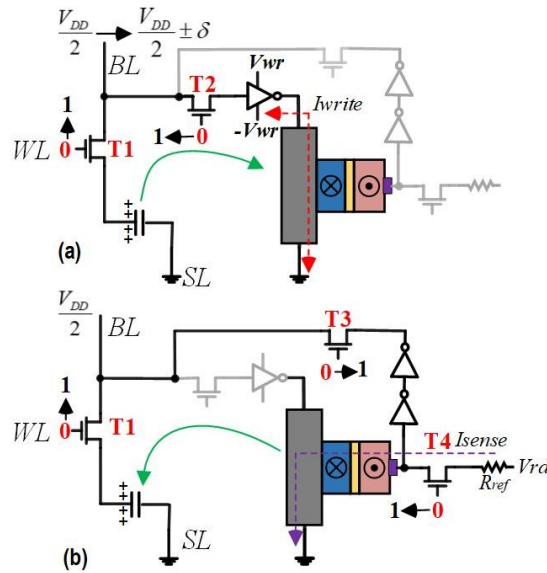 V_DD/2 → V_DD/2 ± δ
BL
T2
Vwr
-Vwr
Iwrite
1
1 0
WL 0 T1
++++
(a)
SL
V_DD/2
BL
T3
0 1
1
WL 0 T1
T4 Isense
Vrd
R_ref
1 0
++++
SL
(b)